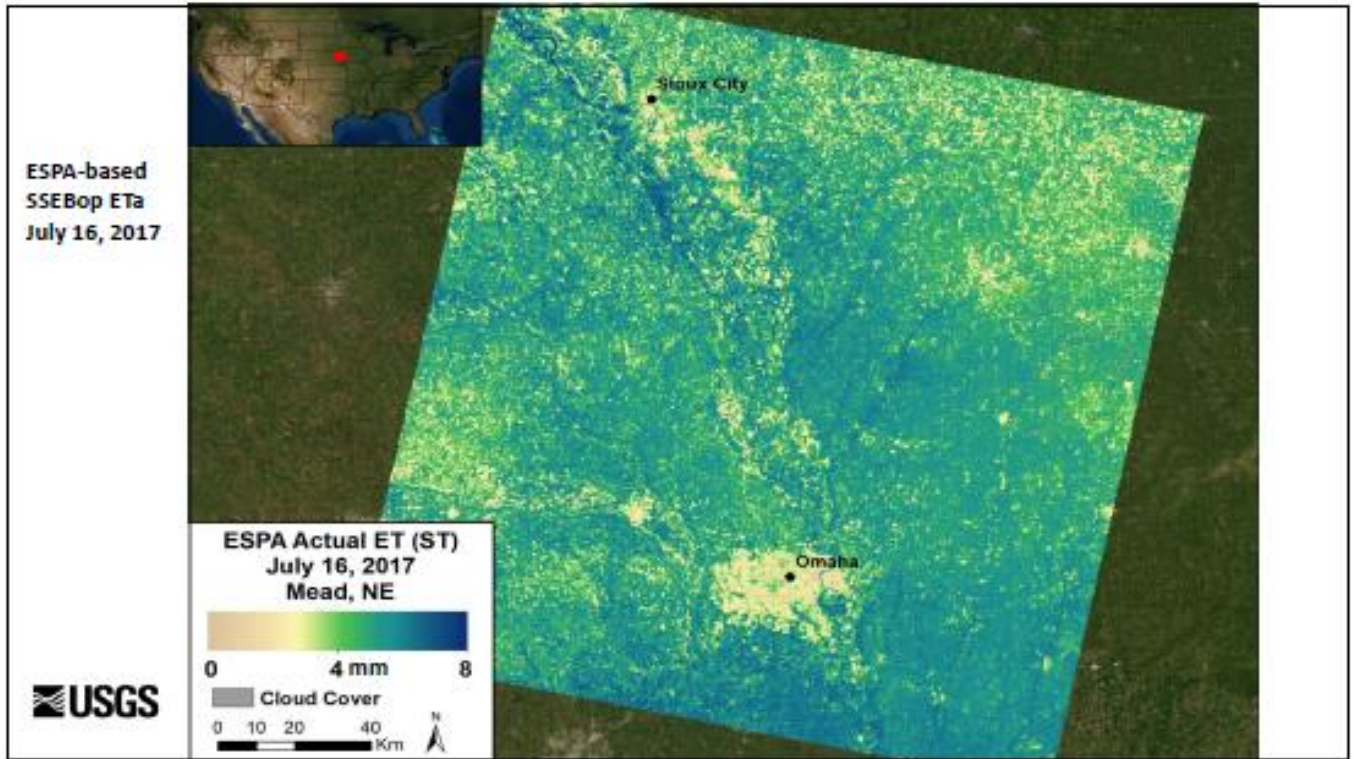 ESPA-based
SSEBop ETa
July 16, 2017
Sioux City
Omaha
ESPA Actual ET (ST)
July 16, 2017
Mead, NE
0 4 mm 8
Cloud Cover
0 10 20 40
Km
N
USGS